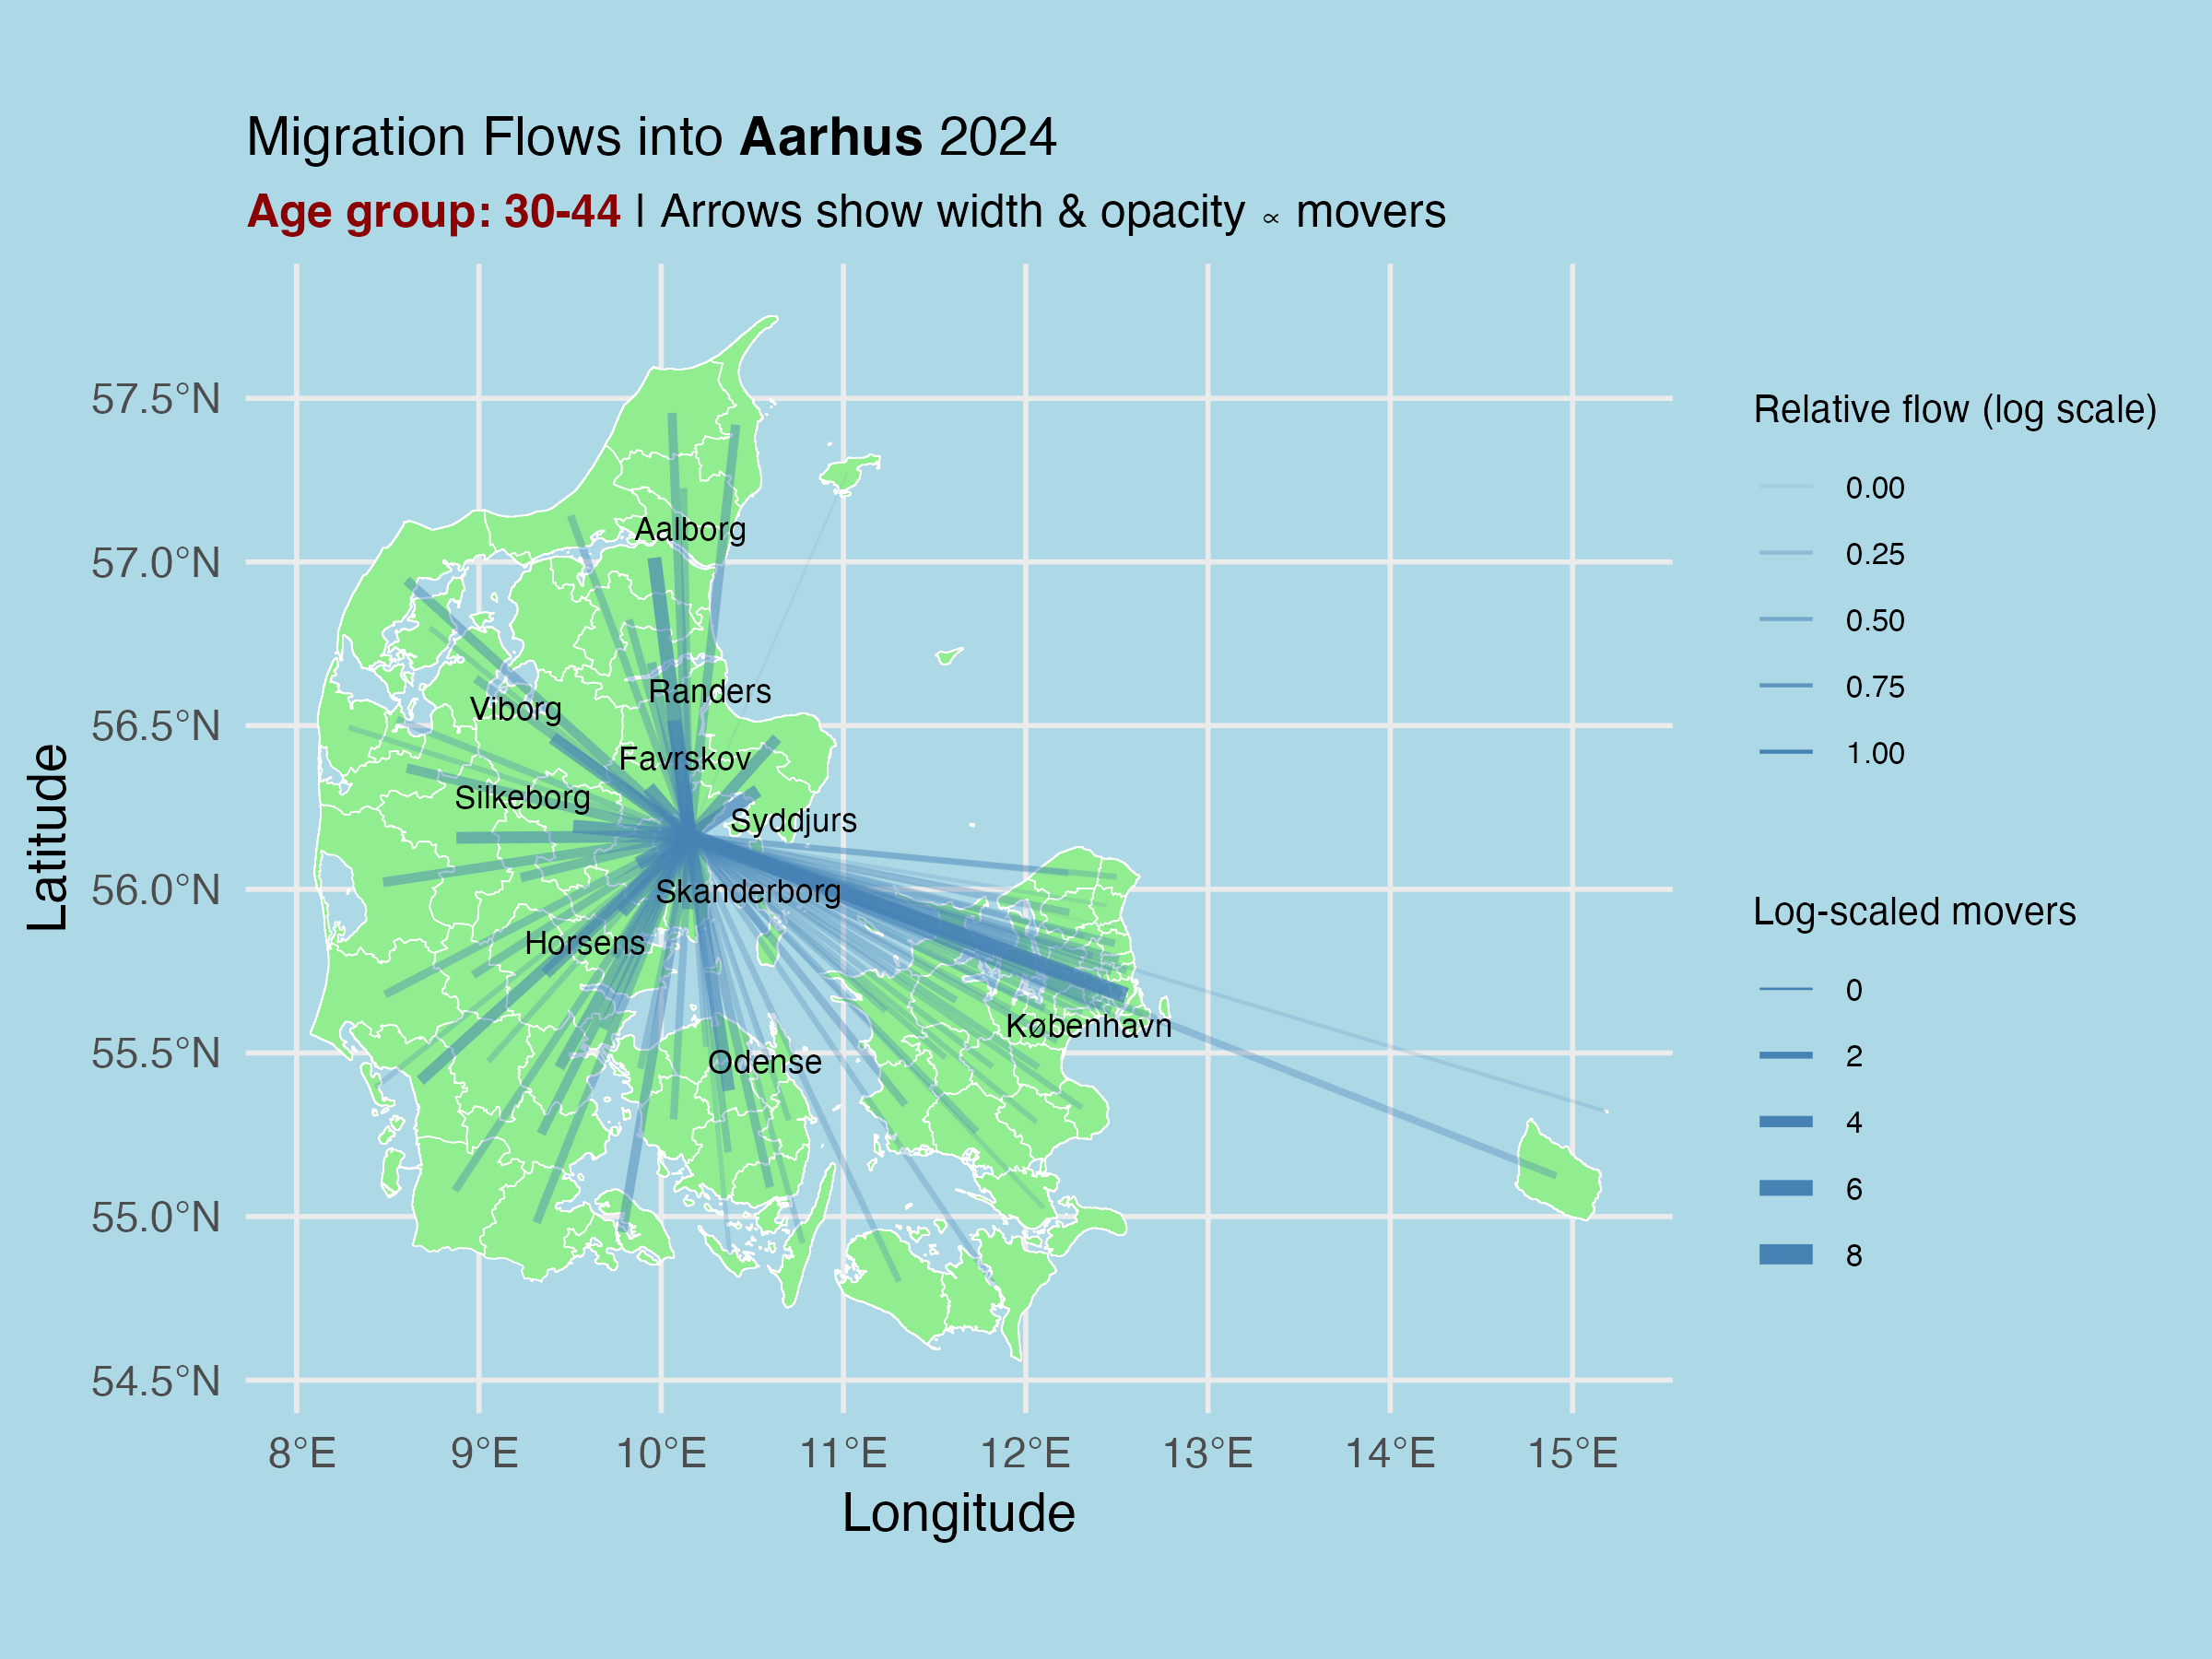 Migration Flows into Aarhus 2024
Age group: 30-44 | Arrows show width & opacity ∝ movers
57.5°N
57.0°N
56.5°N
56.0°N
55.5°N
55.0°N
54.5°N
Latitude
8°E
9°E
10°E
11°E
12°E
13°E
14°E
15°E
Longitude
Aalborg
Randers
Viborg
Favrskov
Silkeborg
Syddjurs
Skanderborg
Horsens
København
Odense
Relative flow (log scale)
0.00
0.25
0.50
0.75
1.00
Log-scaled movers
0
2
4
6
8